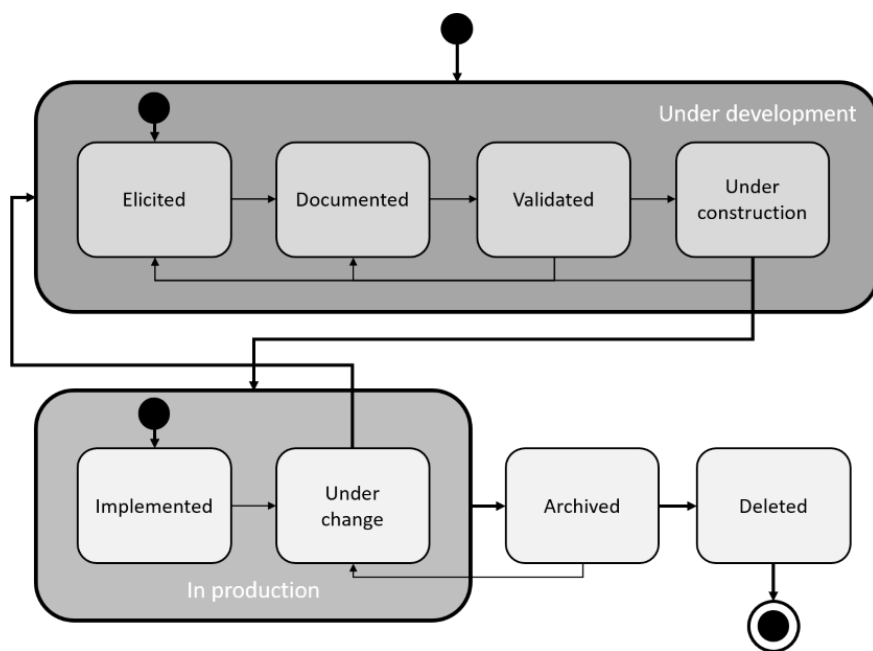 Under development
Elicited
Documented
Validated
Under
construction
Implemented
Under
change
Archived
Deleted
In production